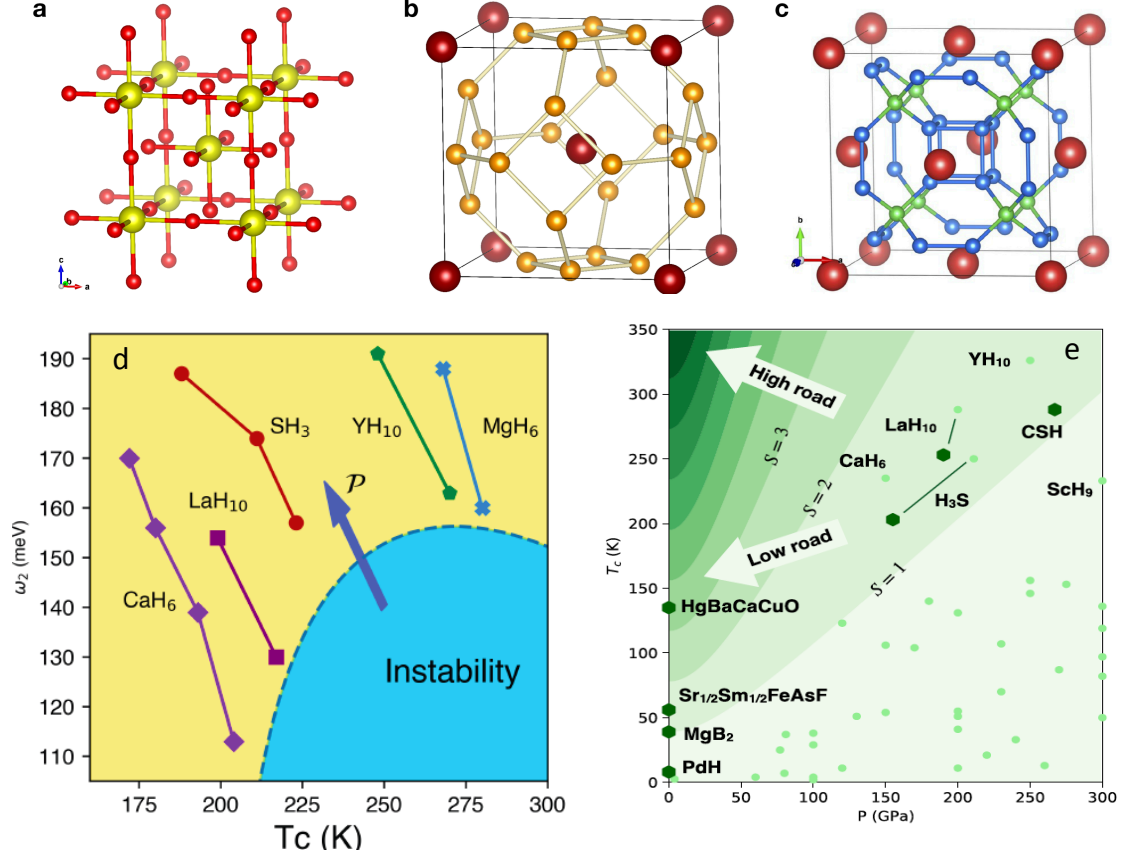 a
b
c
c
b
a
b
a
d
190
180
170
160
150
140
130
120
110
ω₂ (meV)
SH₃
YH₁₀
MgH₆
LaH₁₀
CaH₆
P
Instability
175
200
225
250
275
300
Tc (K)
e
350
300
250
200
150
100
50
0
T_c (K)
High road
Low road
S = 3
S = 2
S = 1
YH₁₀
LaH₁₀
CSH
CaH₆
H₃S
ScH₉
HgBaCaCuO
Sr₁/₂Sm₁/₂FeAsF
MgB₂
PdH
0
50
100
150
200
250
300
P (GPa)